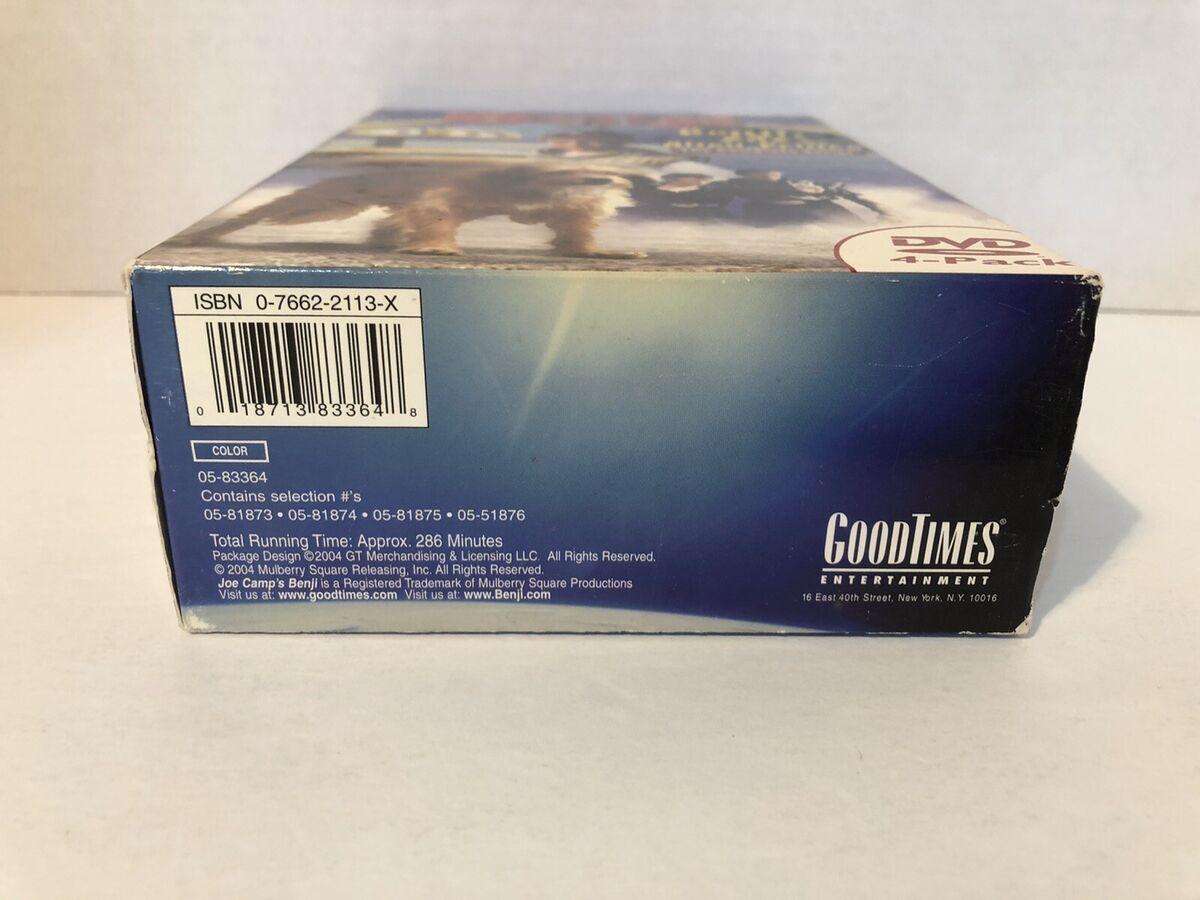 DVD
4-Pack
ISBN 0-7662-2113-X
0 18713 83364 8
COLOR
05-83364
Contains selection #'s
05-81873 • 05-81874 • 05-81875 • 05-51876
Total Running Time: Approx. 286 Minutes
Package Design ©2004 GT Merchandising & Licensing LLC. All Rights Reserved.
© 2004 Mulberry Square Releasing, Inc. All Rights Reserved.
Joe Camp's Benji is a Registered Trademark of Mulberry Square Productions
Visit us at: www.goodtimes.com Visit us at: www.Benji.com
GOODTIMES®
ENTERTAINMENT
16 East 40th Street, New York, N.Y. 10016